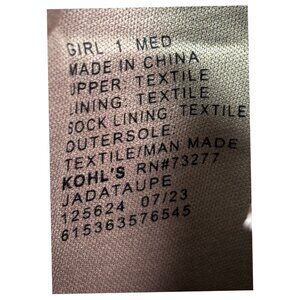 GIRL 1 MED
MADE IN CHINA
UPPER: TEXTILE
LINING: TEXTILE
SOCK LINING: TEXTILE
OUTERSOLE:
TEXTILE/MAN MADE
KOHL'S RN#73277
JADATAUPE
125624 07/23
615363576545